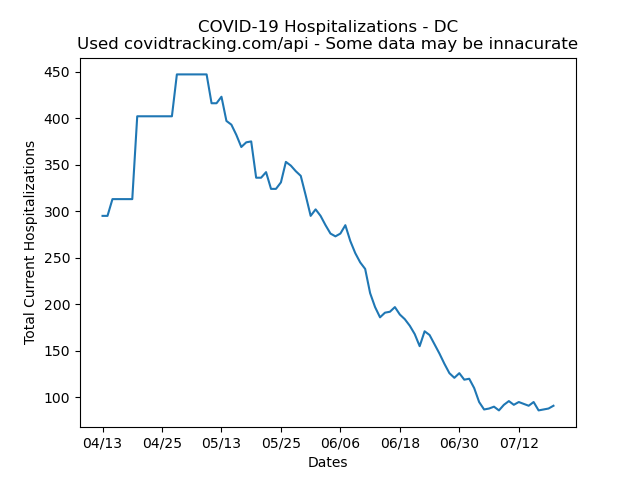 COVID-19 Hospitalizations - DC
Used covidtracking.com/api - Some data may be innacurate
450
400
350
300
250
200
150
100
Total Current Hospitalizations
04/13 04/25 05/13 05/25 06/06 06/18 06/30 07/12
Dates